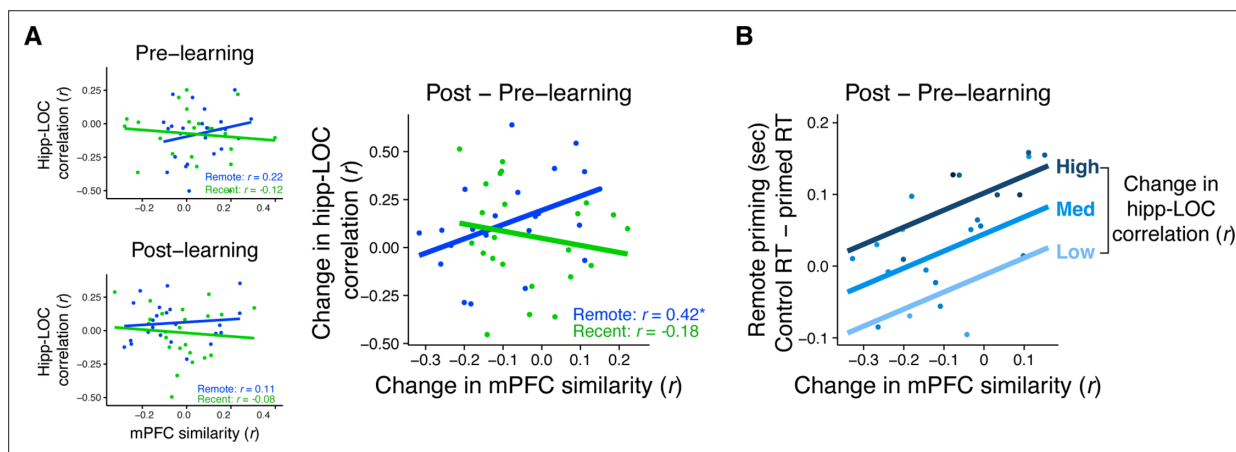 A
Pre–learning
Hipp-LOC
correlation (r)
0.25
0.00
-0.25
-0.50
-0.2
0.0
0.2
0.4
Remote: r = 0.22
Recent: r = -0.12
Post–learning
Hipp-LOC
correlation (r)
0.25
0.00
-0.25
-0.50
-0.2
0.0
0.2
0.4
Remote: r = 0.11
Recent: r = -0.08
mPFC similarity (r)
Post – Pre–learning
Change in hipp-LOC
correlation (r)
0.50
0.25
0.00
0.25
−0.50
−0.3
−0.2
−0.1
0.0
0.1
0.2
Remote: r = 0.42*
Recent: r = -0.18
Change in mPFC similarity (r)
B
Post – Pre–learning
Remote priming (sec)
Control RT – primed RT
0.2
0.1
0.0
−0.1
-0.3
-0.2
-0.1
0
0.1
High
Med
Low
Change in
hipp-LOC
correlation (r)
Change in mPFC similarity (r)